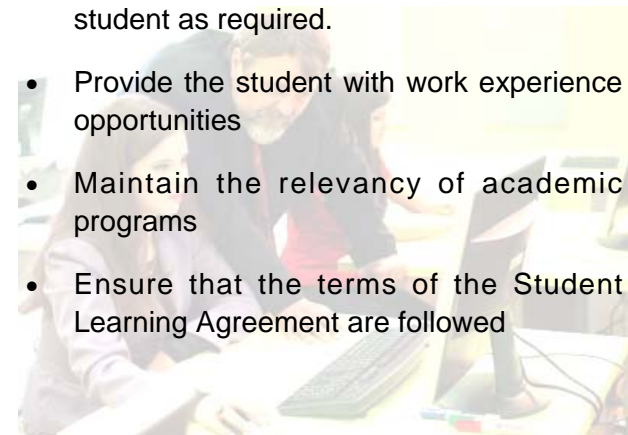 student as required.
• Provide the student with work experience
opportunities
• Maintain the relevancy of academic
programs
• Ensure that the terms of the Student
Learning Agreement are followed